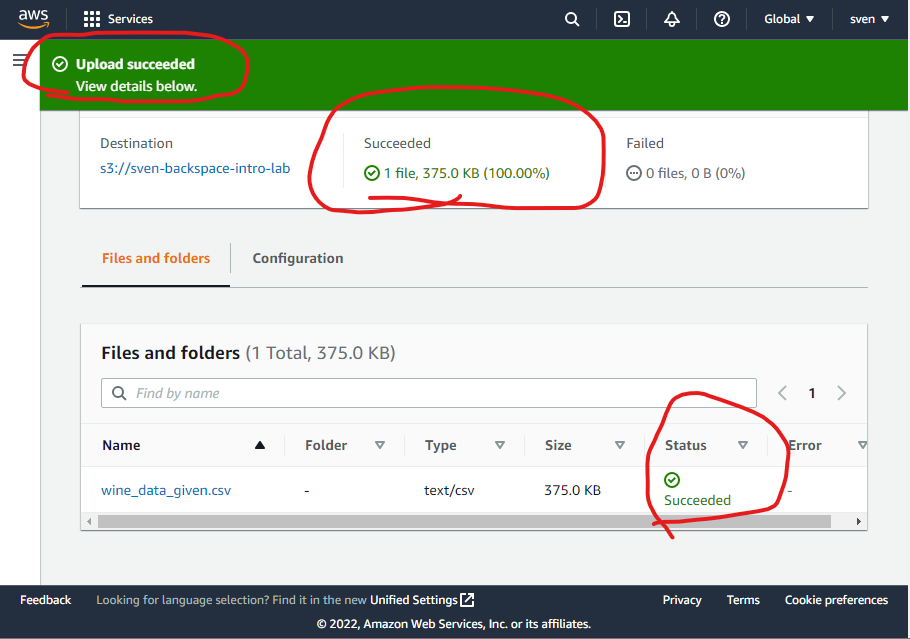 aws Services Global sven
Upload succeeded
View details below.
Destination Succeeded Failed
s3://sven-backspace-intro-lab 1 file, 375.0 KB (100.00%) 0 files, 0 B (0%)
Files and folders Configuration
Files and folders (1 Total, 375.0 KB)
Find by name 1
Name Folder Type Size Status Error
wine_data_given.csv - text/csv 375.0 KB Succeeded -
Feedback Looking for language selection? Find it in the new Unified Settings Privacy Terms Cookie preferences
© 2022, Amazon Web Services, Inc. or its affiliates.